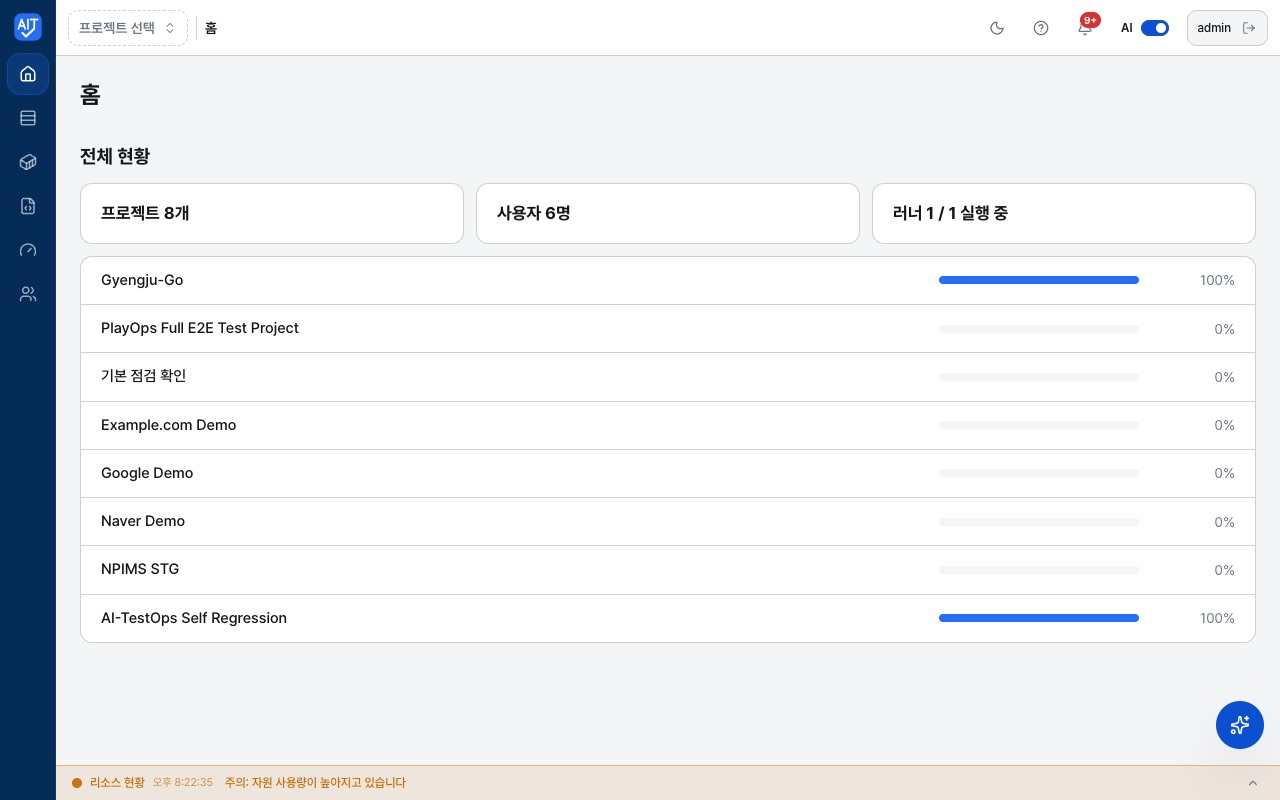 AIT
프로젝트 선택
홈
9+
AI
admin
홈
전체 현황
프로젝트 8개
사용자 6명
러너 1 / 1 실행 중
Gyengju-Go 100%
PlayOps Full E2E Test Project 0%
기본 점검 확인 0%
Example.com Demo 0%
Google Demo 0%
Naver Demo 0%
NPIMS STG 0%
AI-TestOps Self Regression 100%
리소스 현황 오후 8:22:35 주의: 자원 사용량이 높아지고 있습니다